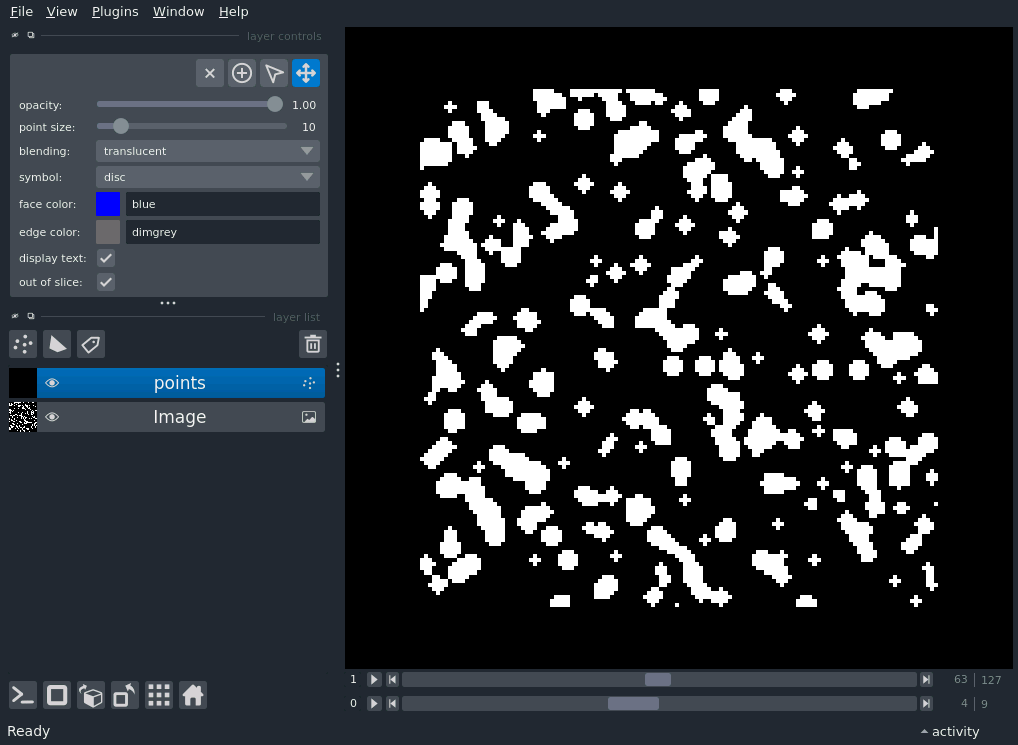 File View Plugins Window Help
layer controls
opacity: 1.00
point size: 10
blending: translucent
symbol: disc
face color: blue
edge color: dimgrey
display text:
out of slice:
layer list
points
Image
1 63 127
0 4 9
Ready activity